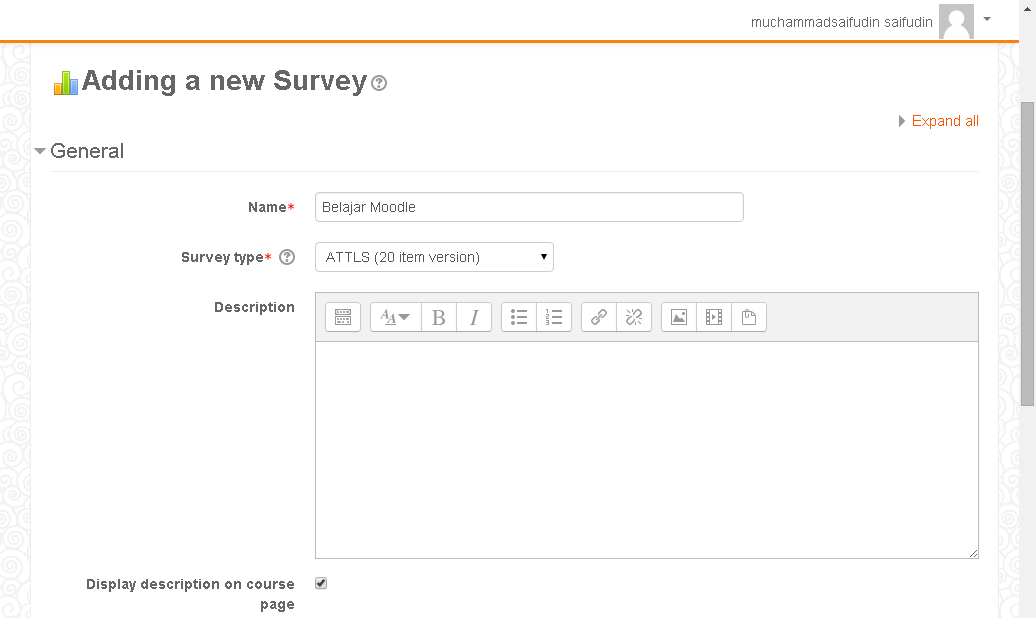 muchammadsaifudin saifudin
Adding a new Survey
Expand all
General
Name*
Belajar Moodle
Survey type*
ATTLS (20 item version)
Description
Display description on course
page